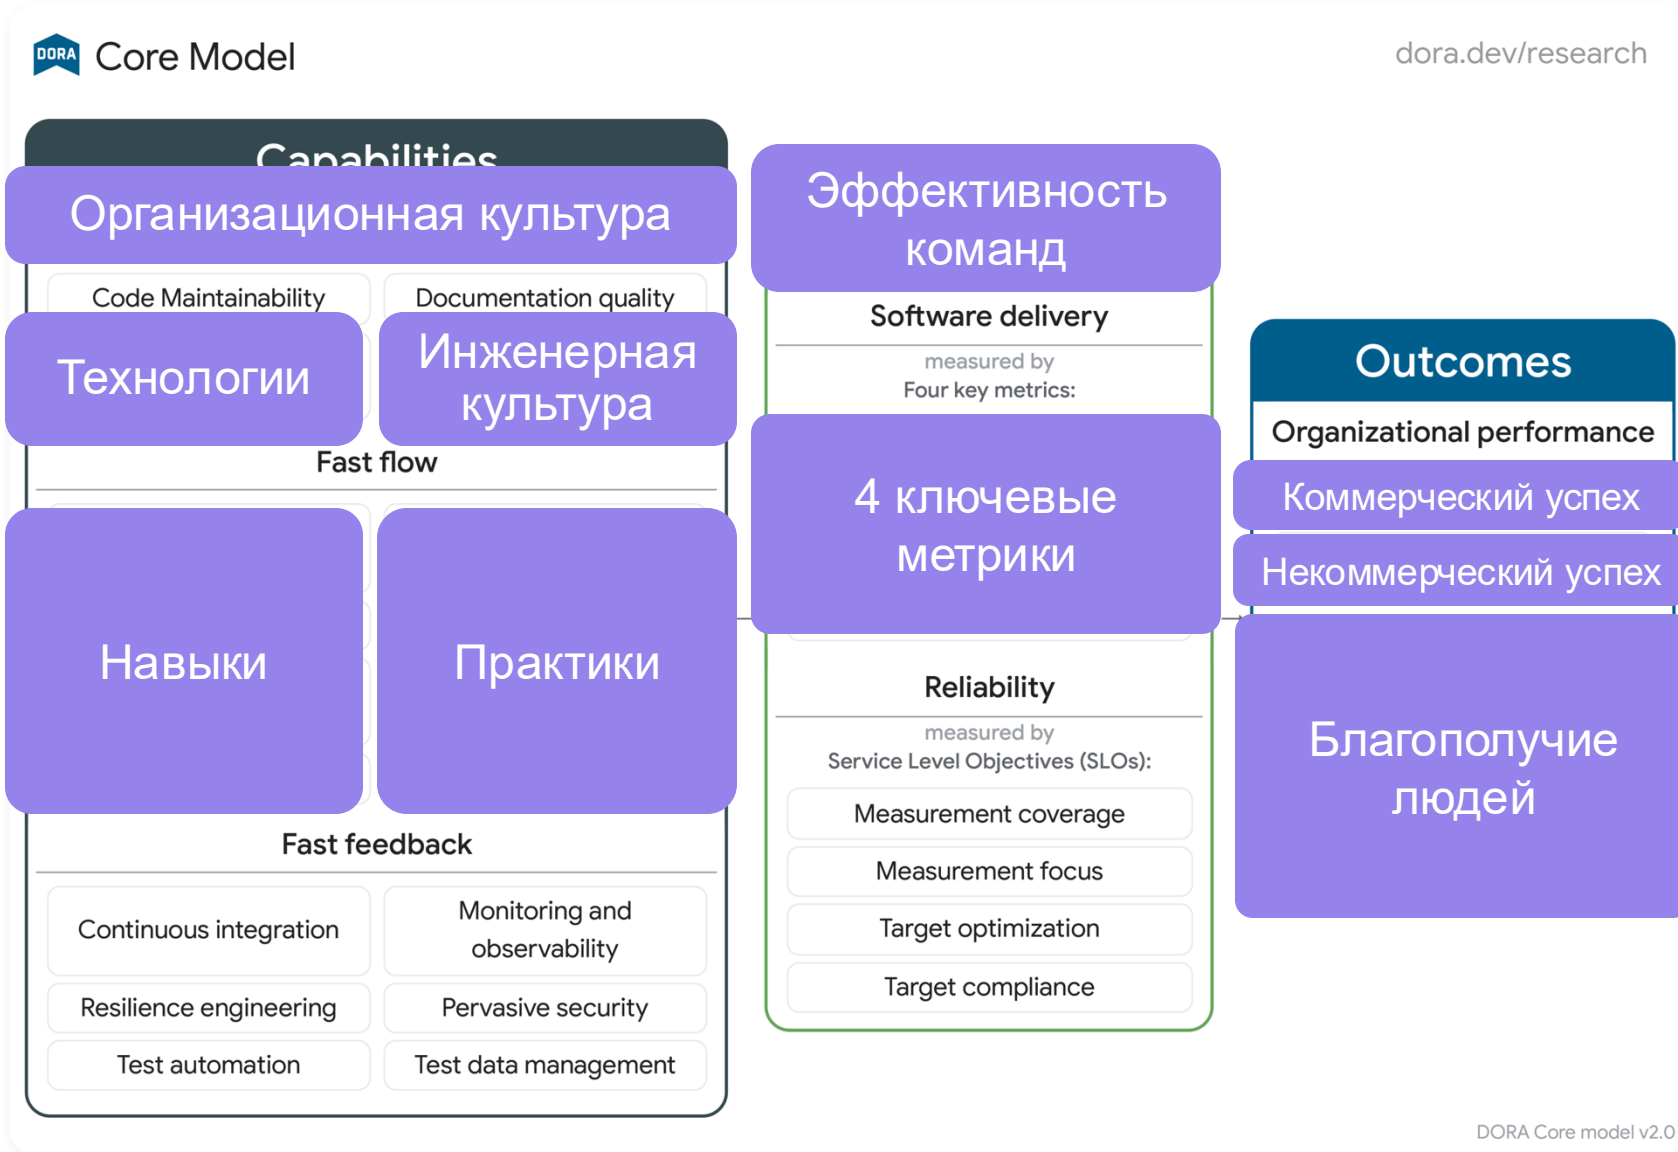 DORA
Core Model
dora.dev/research
Capabilities
Организационная культура
Code Maintainability
Documentation quality
Технологии
Инженерная
культура
Fast flow
Навыки
Практики
Fast feedback
Continuous integration
Monitoring and
observability
Resilience engineering
Pervasive security
Test automation
Test data management
Эффективность
команд
Software delivery
measured by
Four key metrics:
4 ключевые
метрики
Reliability
measured by
Service Level Objectives (SLOs):
Measurement coverage
Measurement focus
Target optimization
Target compliance
Outcomes
Organizational performance
Коммерческий успех
Некоммерческий успех
Благополучие
людей
DORA Core model v2.0